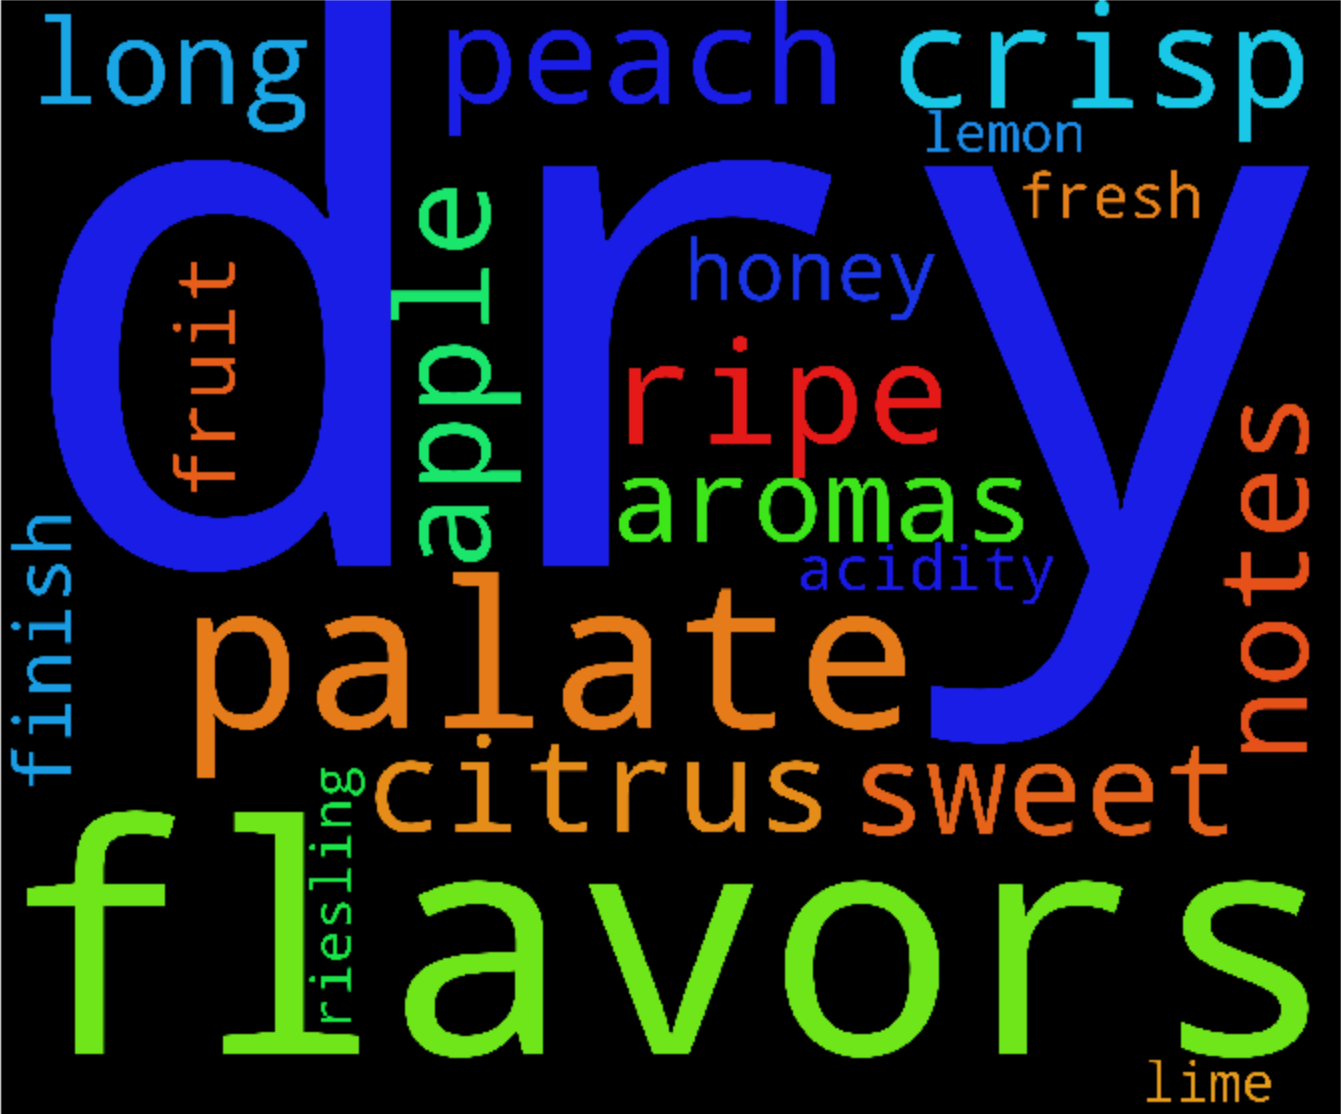 long
peach
crisp
lemon
dry
fresh
honey
apple
fruit
ripe
aromas
acidity
notes
finish
palate
citrus
sweet
riesling
flavors
lime